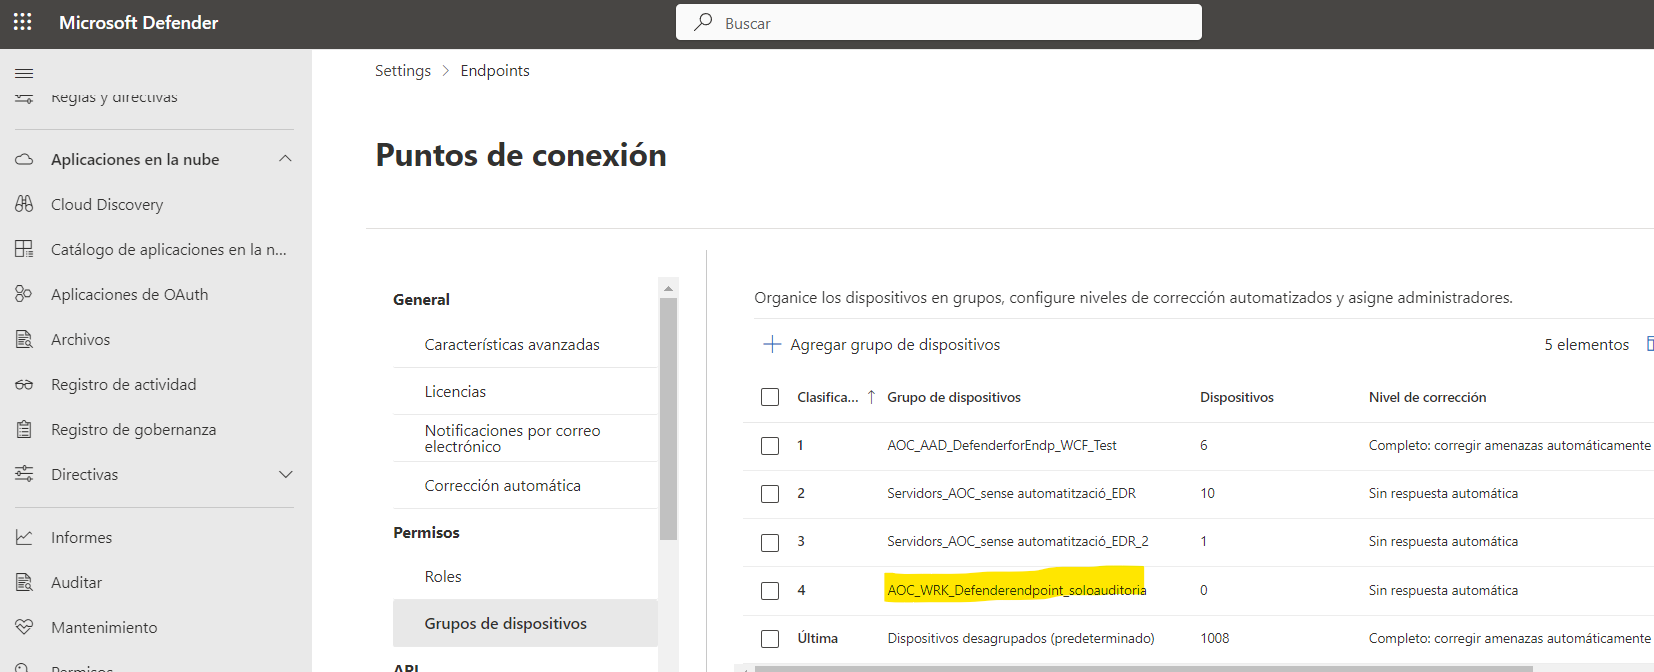 Microsoft Defender
Buscar
Reglas y directivas
Aplicaciones en la nube
Cloud Discovery
Catálogo de aplicaciones en la n...
Aplicaciones de OAuth
Archivos
Registro de actividad
Registro de gobernanza
Directivas
Informes
Auditar
Mantenimiento
Permisos
Settings > Endpoints
Puntos de conexión
General
Características avanzadas
Licencias
Notificaciones por correo
electrónico
Corrección automática
Permisos
Roles
Grupos de dispositivos
API
Organice los dispositivos en grupos, configure niveles de corrección automatizados y asigne administradores.
Agregar grupo de dispositivos 5 elementos
Clasifica... ↑ Grupo de dispositivos Dispositivos Nivel de corrección
1 AOC_AAD_DefenderforEndp_WCF_Test 6 Completo: corregir amenazas automáticamente
2 Servidors_AOC_sense automatització_EDR 10 Sin respuesta automática
3 Servidors_AOC_sense automatització_EDR_2 1 Sin respuesta automática
4 AOC_WRK_Defenderendpoint_soloauditoria 0 Sin respuesta automática
Última Dispositivos desagrupados (predeterminado) 1008 Completo: corregir amenazas automáticamente